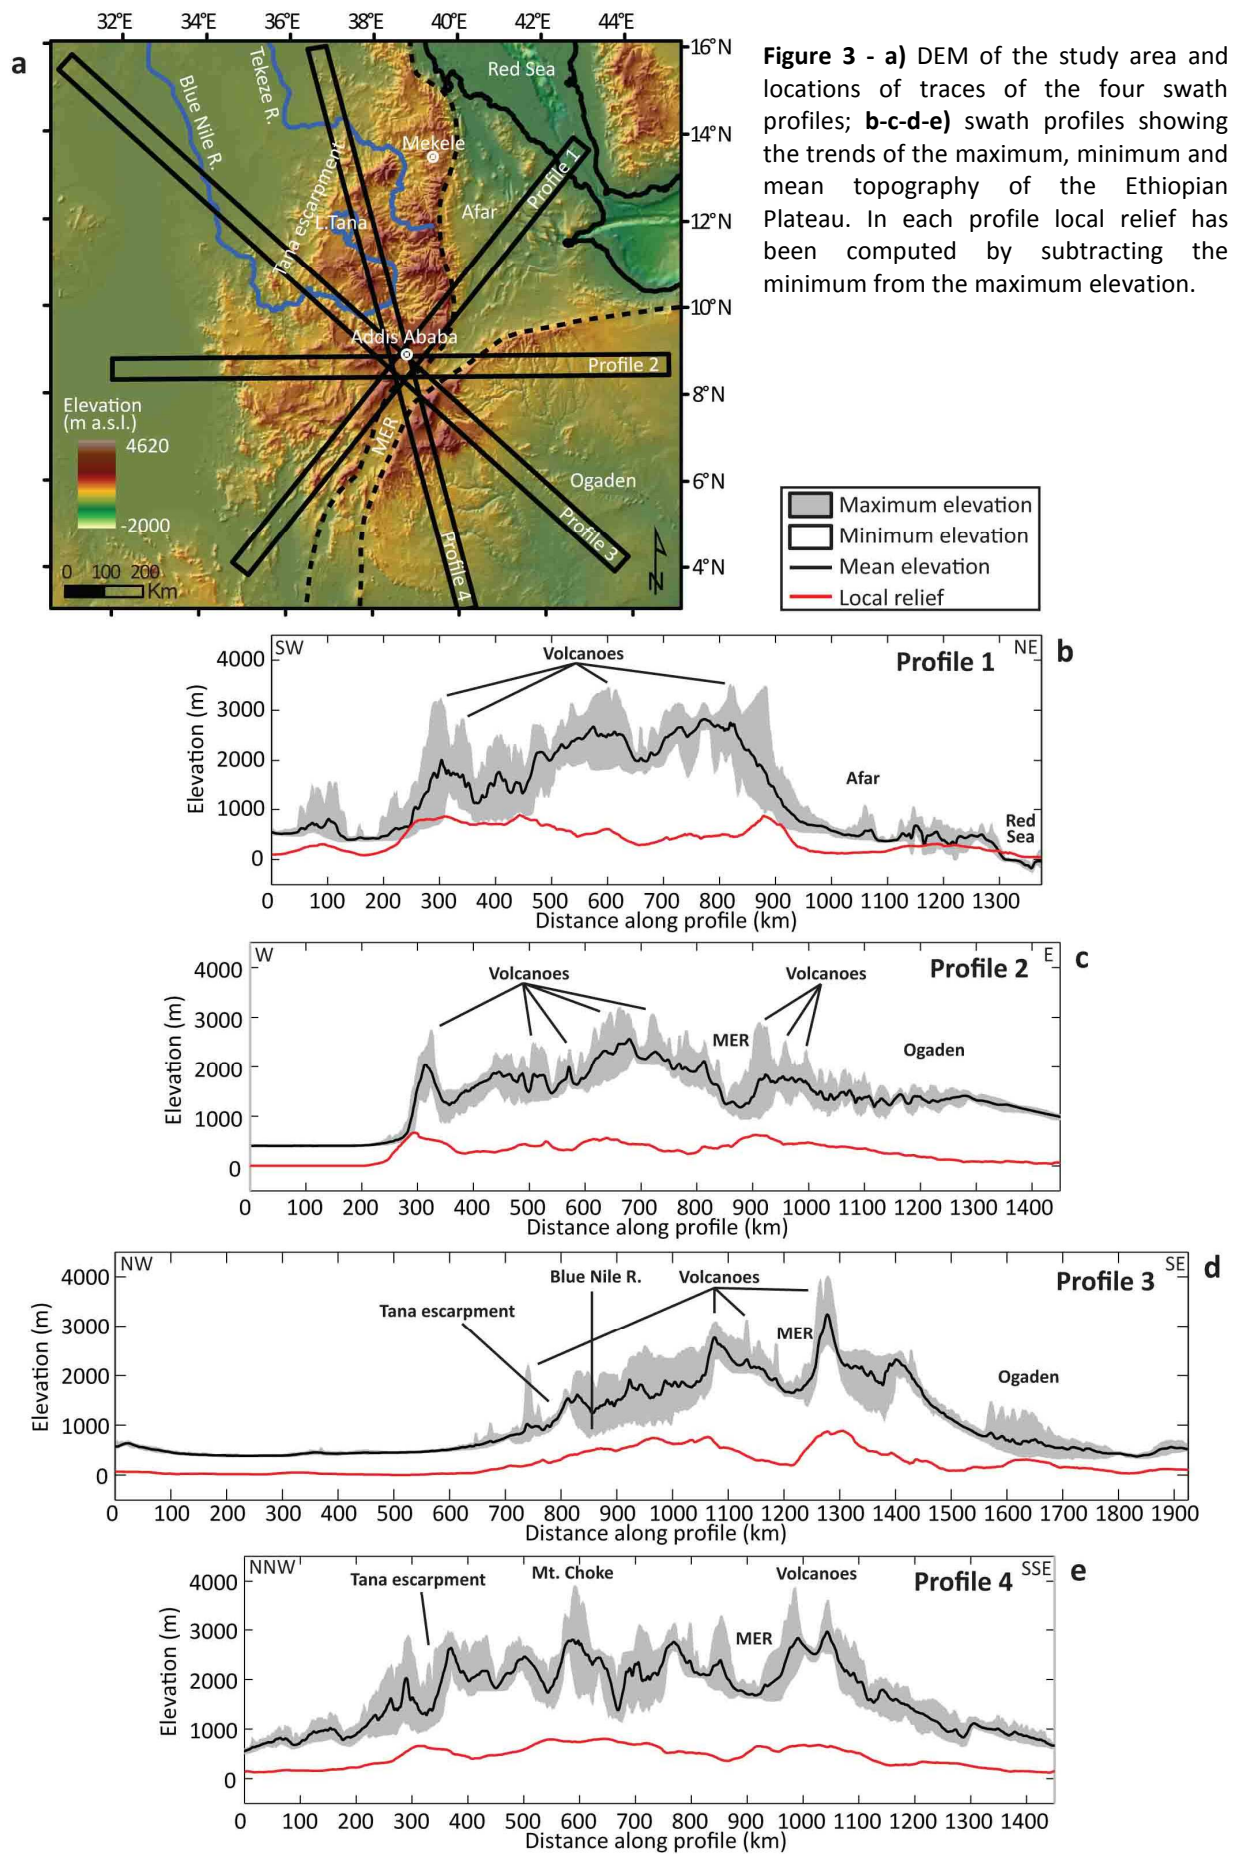 32°E 34°E 36°E 38°E 40°E 42°E 44°E
a
16°N
14°N
12°N
10°N
8°N
6°N
4°N
Red Sea
Tekeze R.
Blue Nile R.
Mekele
Profile 1
Tana escarpment
L.Tana
Afar
Addis Ababa
Profile 2
MER
Elevation
(m a.s.l.)
4620
-2000
Ogaden
Profile 3
Profile 4
0 100 200
Km
N
Figure 3 - a) DEM of the study area and
locations of traces of the four swath
profiles; b-c-d-e) swath profiles showing
the trends of the maximum, minimum and
mean topography of the Ethiopian
Plateau. In each profile local relief has
been computed by subtracting the
minimum from the maximum elevation.
Maximum elevation
Minimum elevation
Mean elevation
Local relief
SW Volcanoes Profile 1 NE b
4000
3000
2000
1000
0
Elevation (m)
Afar
Red
Sea
0 100 200 300 400 500 600 700 800 900 1000 1100 1200 1300
Distance along profile (km)
W Volcanoes Volcanoes Profile 2 E c
4000
3000
2000
1000
0
Elevation (m)
MER
Ogaden
0 100 200 300 400 500 600 700 800 900 1000 1100 1200 1300 1400
Distance along profile (km)
NW Blue Nile R. Volcanoes Profile 3 SE d
4000
3000
2000
1000
0
Elevation (m)
Tana escarpment
MER
Ogaden
0 100 200 300 400 500 600 700 800 900 1000 1100 1200 1300 1400 1500 1600 1700 1800 1900
Distance along profile (km)
NNW Tana escarpment Mt. Choke Volcanoes Profile 4 SSE e
4000
3000
2000
1000
0
Elevation (m)
MER
0 100 200 300 400 500 600 700 800 900 1000 1100 1200 1300 1400
Distance along profile (km)